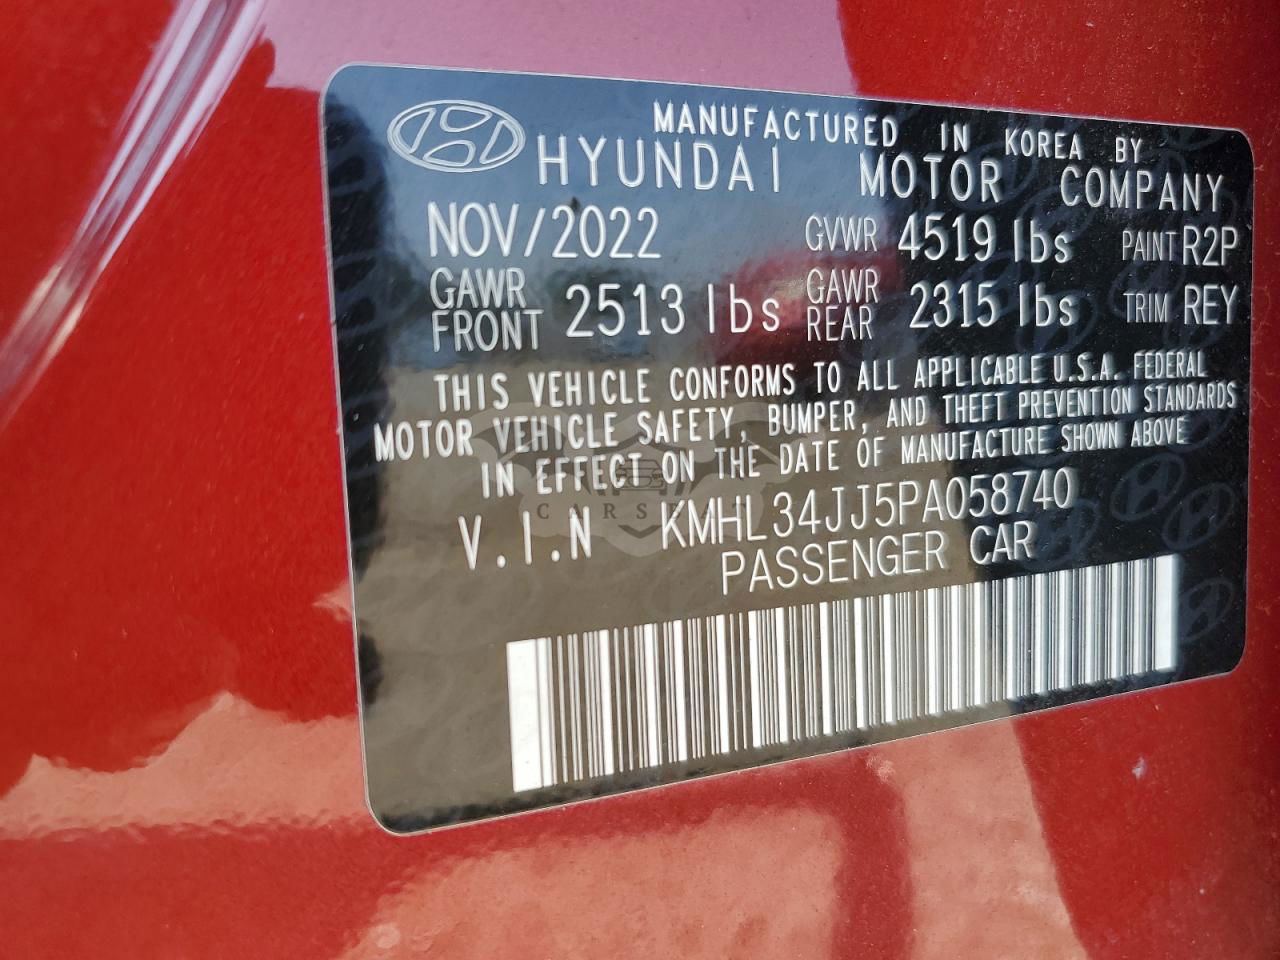 MANUFACTURED IN KOREA BY
HYUNDAI MOTOR COMPANY
NOV/2022 GVWR 4519 lbs PAINT R2P
GAWR FRONT 2513 lbs GAWR REAR 2315 lbs TRIM REY
THIS VEHICLE CONFORMS TO ALL APPLICABLE U.S.A. FEDERAL
MOTOR VEHICLE SAFETY, BUMPER, AND THEFT PREVENTION STANDARDS
IN EFFECT ON THE DATE OF MANUFACTURE SHOWN ABOVE
CARSBAT
V.I.N KMHL34JJ5PA058740
PASSENGER CAR